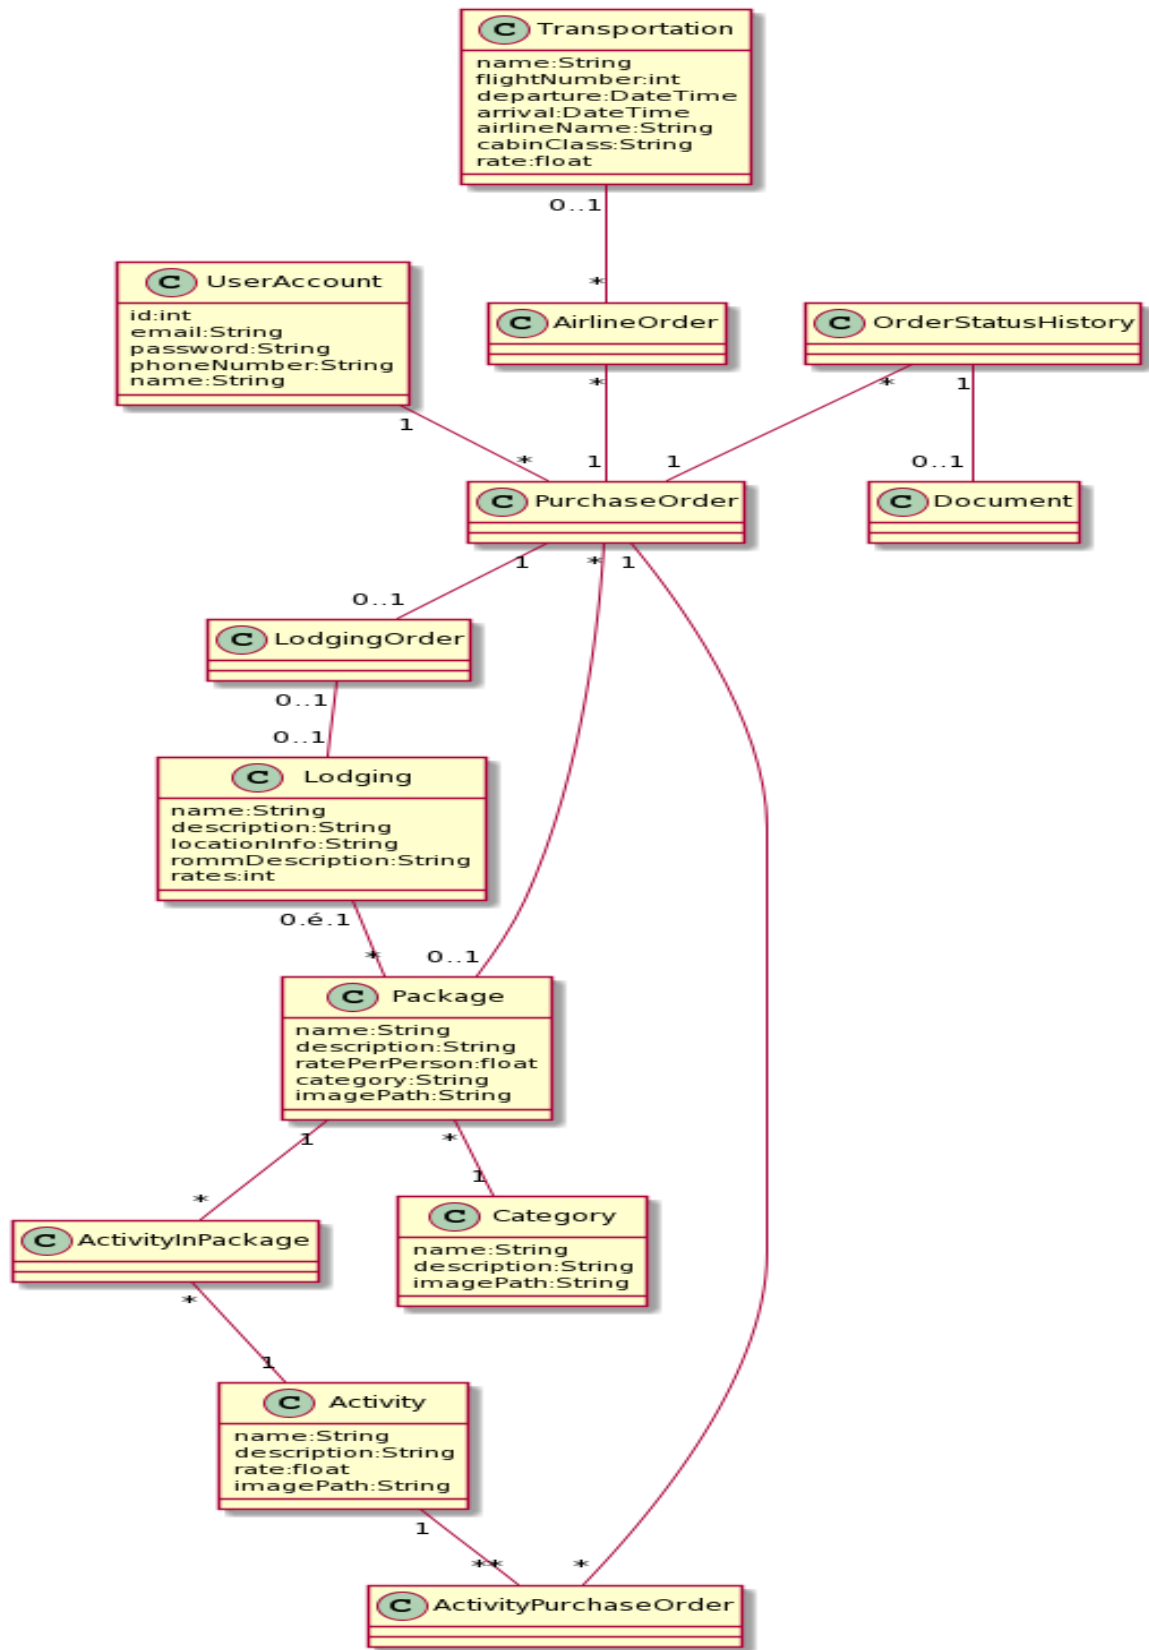 C Transportation
name:String
flightNumber:int
departure:DateTime
arrival:DateTime
airlineName:String
cabinClass:String
rate:float
0..1
*
C UserAccount
id:int
email:String
password:String
phoneNumber:String
name:String
C AirlineOrder
C OrderStatusHistory
1
*
*
1
*
1
1
0..1
C PurchaseOrder
C Document
1
*
1
0..1
C LodgingOrder
0..1
0..1
C Lodging
name:String
description:String
locationInfo:String
rommDescription:String
rates:int
0.é.1
*
0..1
C Package
name:String
description:String
ratePerPerson:float
category:String
imagePath:String
1
*
*
1
C ActivityInPackage
C Category
name:String
description:String
imagePath:String
*
1
C Activity
name:String
description:String
rate:float
imagePath:String
1
**
*
C ActivityPurchaseOrder